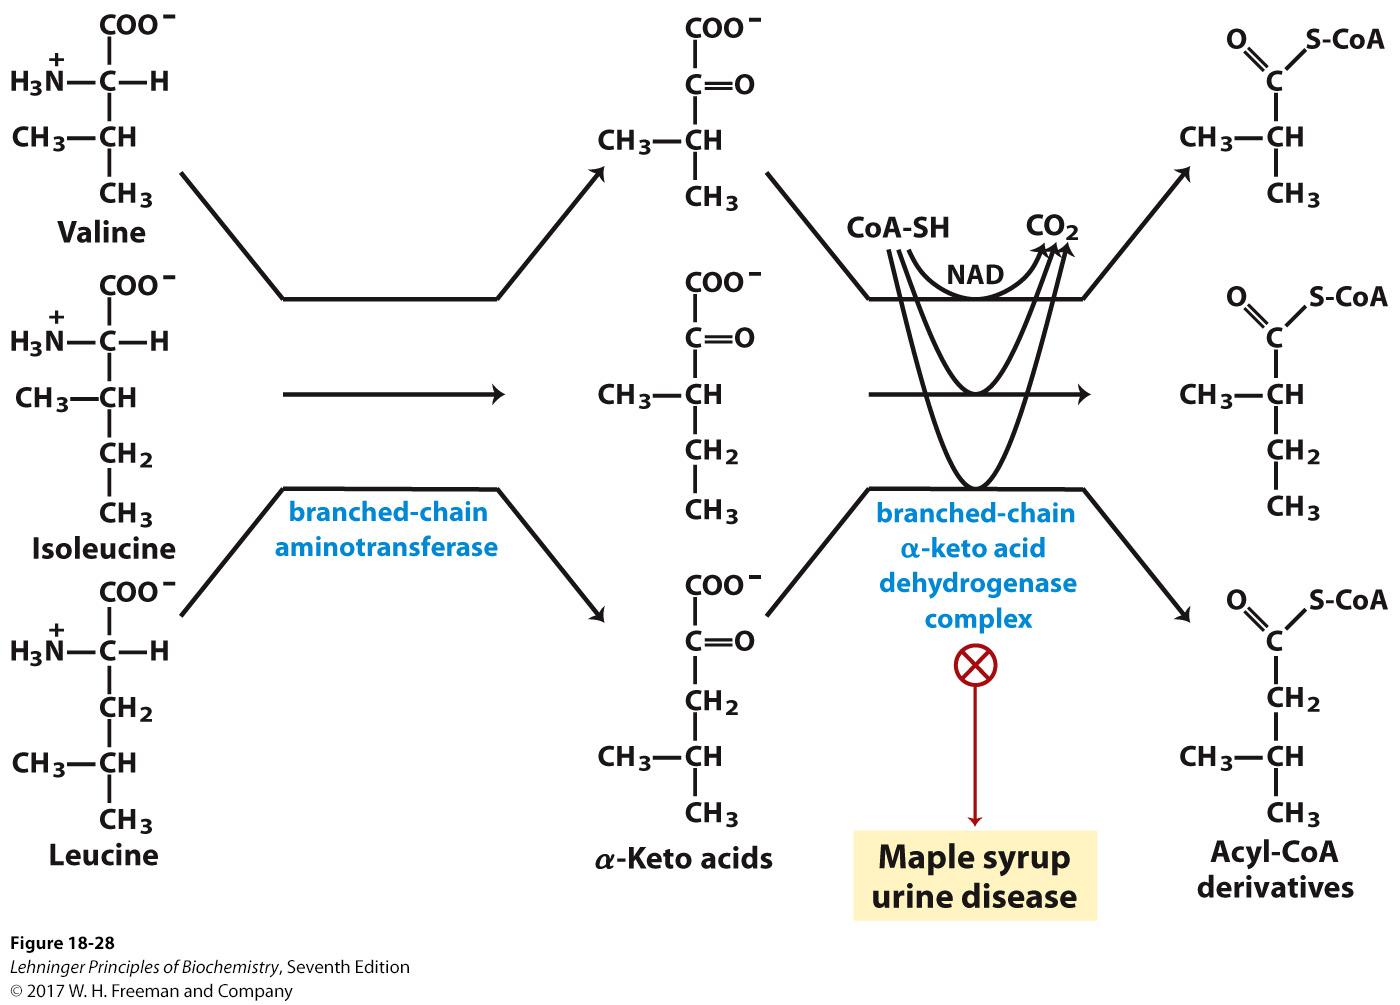 COO⁻
H₃N⁺—C—H
CH₃—CH
CH₃
Valine
COO⁻
H₃N⁺—C—H
CH₃—CH
CH₂
CH₃
Isoleucine
COO⁻
H₃N⁺—C—H
CH₂
CH₃—CH
CH₃
Leucine
branched-chain
aminotransferase
COO⁻
C=O
CH₃—CH
CH₃
COO⁻
C=O
CH₃—CH
CH₂
CH₃
COO⁻
C=O
CH₂
CH₃—CH
CH₃
α-Keto acids
CoA-SH
CO₂
NAD
branched-chain
α-keto acid
dehydrogenase
complex
Maple syrup
urine disease
O S-CoA
C
CH₃—CH
CH₃
O S-CoA
C
CH₃—CH
CH₂
CH₃
O S-CoA
C
CH₂
CH₃—CH
CH₃
Acyl-CoA
derivatives
Figure 18-28
Lehninger Principles of Biochemistry, Seventh Edition
© 2017 W. H. Freeman and Company